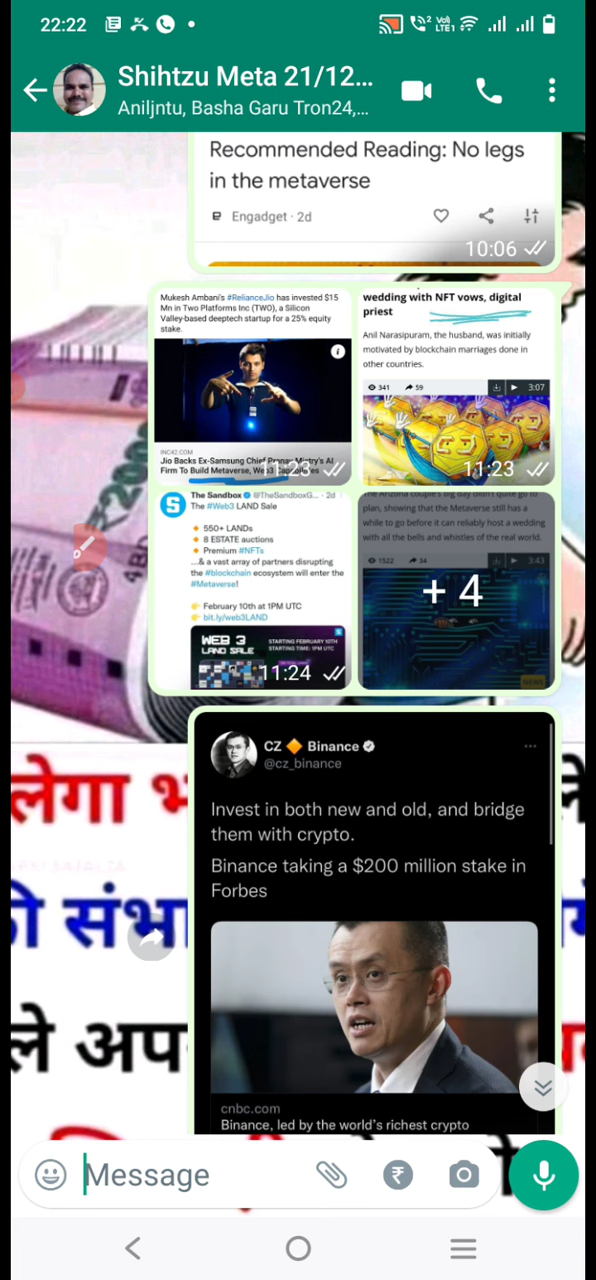 22:22
Vo)
LTE1
Shihtzu Meta 21/12...
Aniljntu, Basha Garu Tron24,...
Recommended Reading: No legs
in the metaverse
Engadget · 2d
10:06
Mukesh Ambani's #RelianceJio has invested $15
Mn in Two Platforms Inc (TWO), a Silicon
Valley-based deeptech startup for a 25% equity
stake.
INC42.COM
Jio Backs Ex-Samsung Chief Pranav Mistry's AI
Firm To Build Metaverse, Web3 Capabilities
11:23
wedding with NFT vows, digital
priest
Anil Narasipuram, the husband, was initially
motivated by blockchain marriages done in
other countries.
341 59 3:07
11:23
The Sandbox @TheSandboxG... · 2d
The #Web3 LAND Sale
550+ LANDs
8 ESTATE auctions
Premium #NFTs
...& a vast array of partners disrupting
the #blockchain ecosystem will enter the
#Metaverse!
February 10th at 1PM UTC
bit.ly/web3LAND
WEB 3
LAND SALE
STARTING FEBRUARY 10TH
STARTING TIME: 1PM UTC
11:24
The Arizona couple's big day didn't quite go to
plan, showing that the Metaverse still has a
while to go before it can reliably host a wedding
with all the bells and whistles of the real world.
1522 34 3:43
+ 4
NEWS
CZ Binance
@cz_binance
Invest in both new and old, and bridge
them with crypto.
Binance taking a $200 million stake in
Forbes
cnbc.com
Binance, led by the world's richest crypto
लेगा
की संभा
ले अप
Message